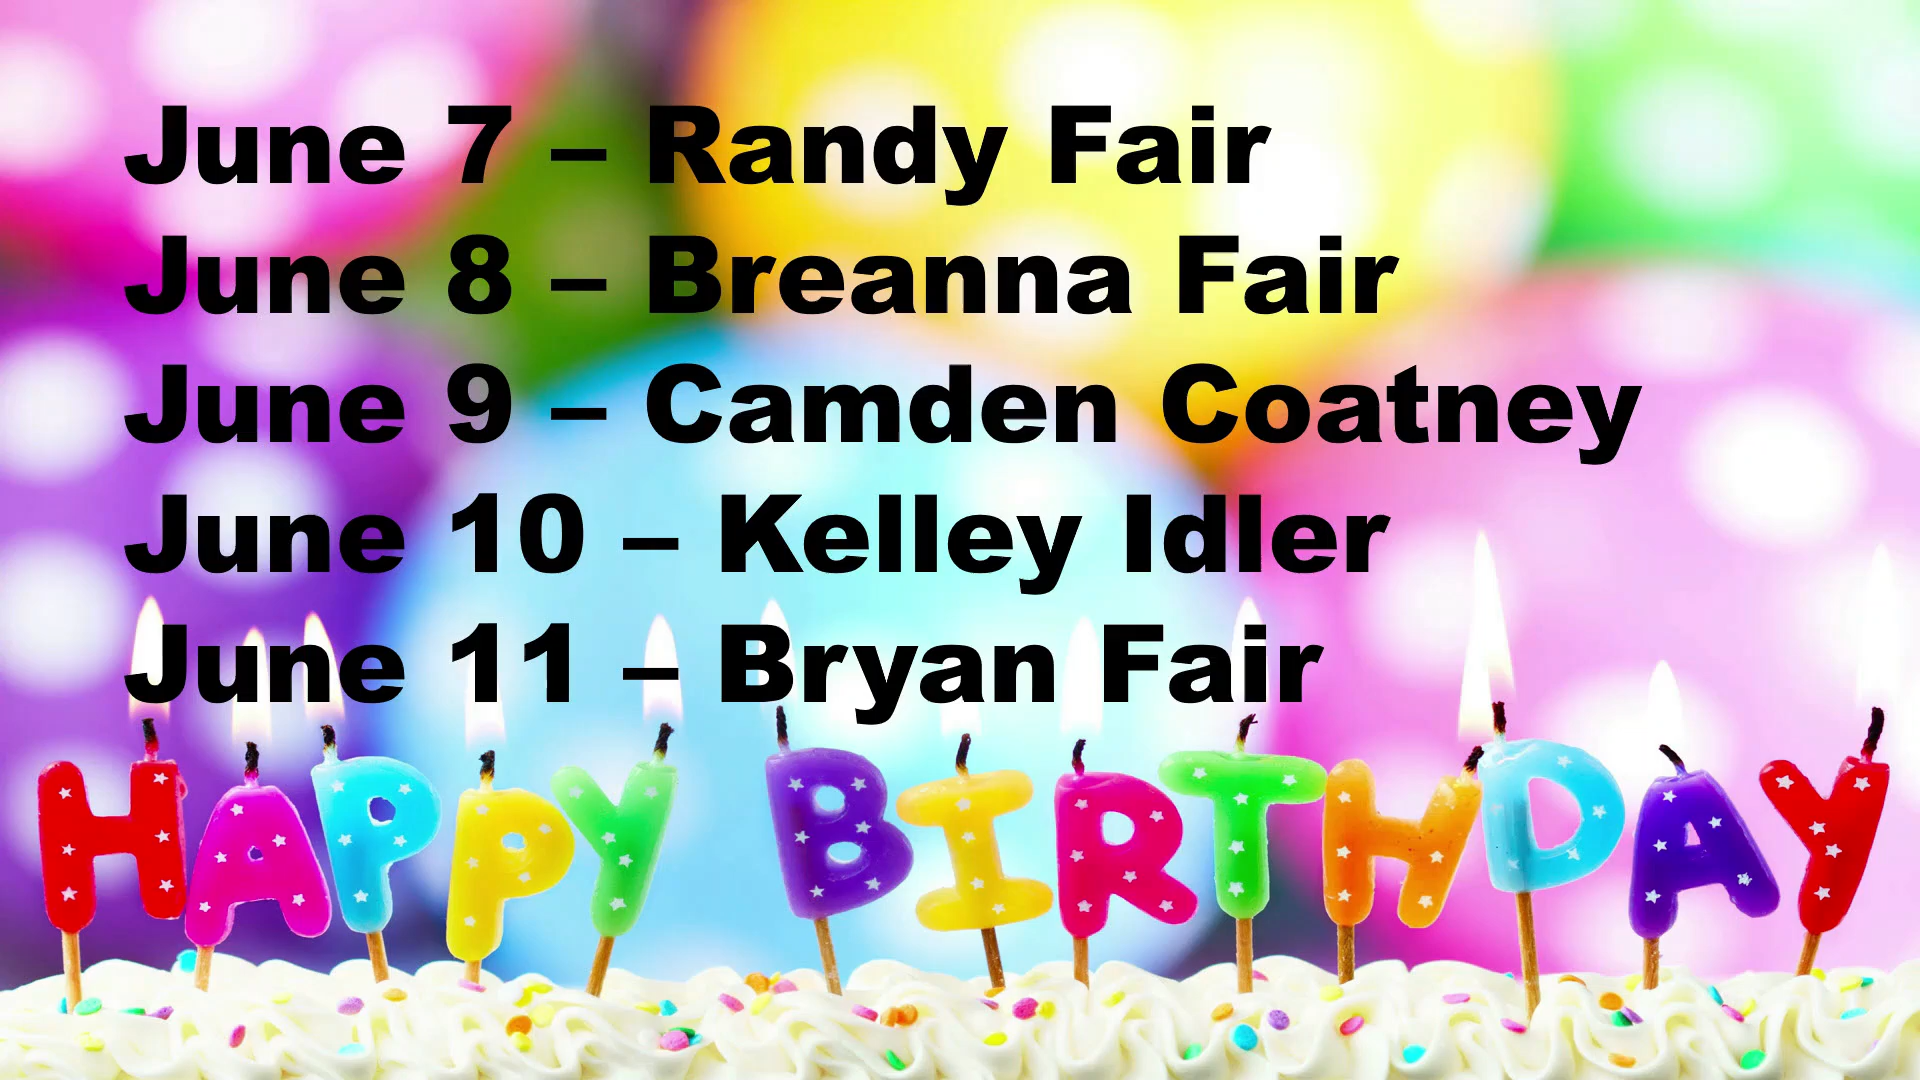 June 7 – Randy Fair
June 8 – Breanna Fair
June 9 – Camden Coatney
June 10 – Kelley Idler
June 11 – Bryan Fair
HAPPY BIRTHDAY